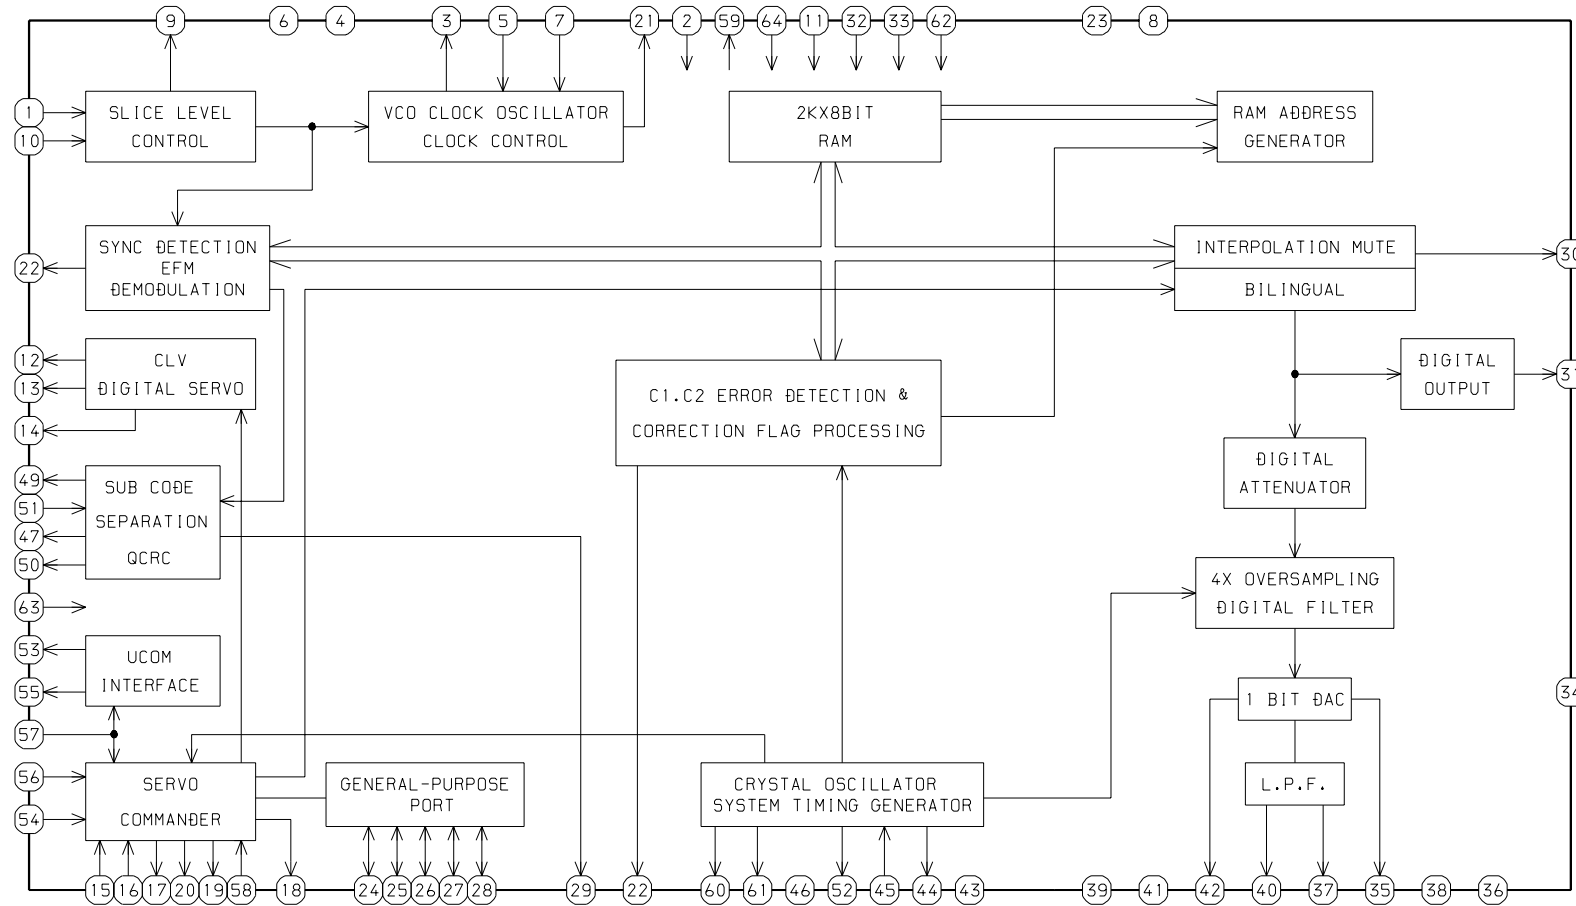 9 6 4 3 5 7 21 2 59 64 11 32 33 62 23 8
1
10
SLICE LEVEL
CONTROL
VCO CLOCK OSCILLATOR
CLOCK CONTROL
2KX8BIT
RAM
RAM ADDRESS
GENERATOR
22
SYNC DETECTION
EFM
DEMODULATION
INTERPOLATION MUTE
BILINGUAL
30
12
13
14
CLV
DIGITAL SERVO
C1.C2 ERROR DETECTION &
CORRECTION FLAG PROCESSING
DIGITAL
OUTPUT
31
49
51
47
50
SUB CODE
SEPARATION
QCRC
DIGITAL
ATTENUATOR
4X OVERSAMPLING
DIGITAL FILTER
63
53
55
57
UCOM
INTERFACE
1 BIT DAC
34
56
54
SERVO
COMMANDER
GENERAL-PURPOSE
PORT
CRYSTAL OSCILLATOR
SYSTEM TIMING GENERATOR
L.P.F.
15 16 17 20 19 58 18 24 25 26 27 28 29 22 60 61 46 52 45 44 43 39 41 42 40 37 35 38 36